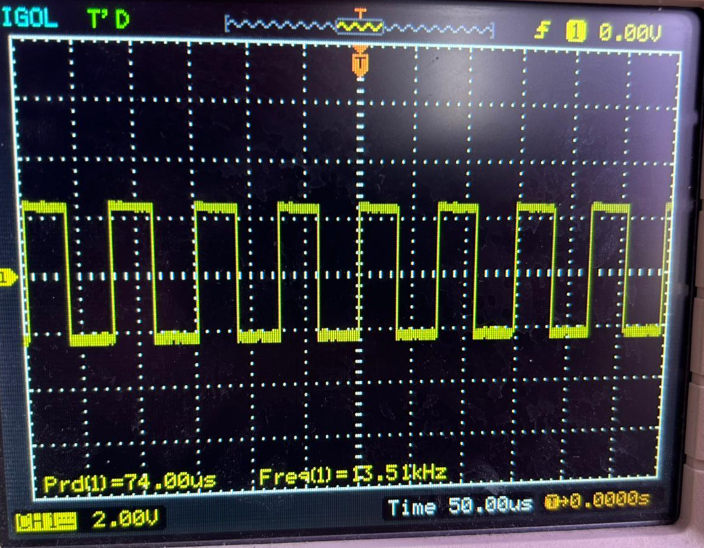 IGOL T'D T 1 0.00V
T
1
Prd(1)=74.00us Freq(1)=13.51kHz
CH1 2.00V Time 50.00us T→0.0000s